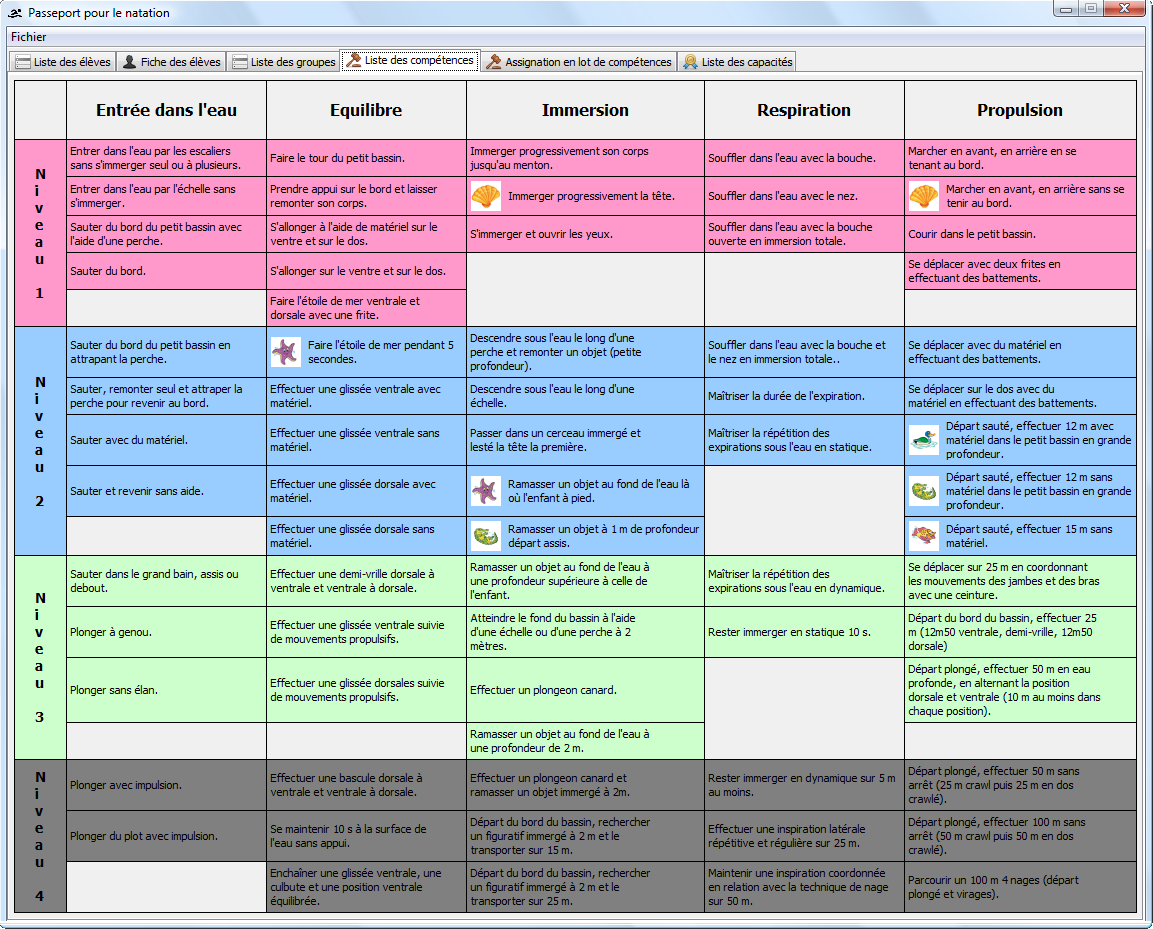 Passeport pour le natation
Fichier
Liste des élèves
Fiche des élèves
Liste des groupes
Liste des compétences
Assignation en lot de compétences
Liste des capacités
Entrée dans l'eau
Equilibre
Immersion
Respiration
Propulsion
Niveau 1
Entrer dans l'eau par les escaliers
sans s'immerger seul ou à plusieurs.
Faire le tour du petit bassin.
Immerger progressivement son corps
jusqu'au menton.
Souffler dans l'eau avec la bouche.
Marcher en avant, en arrière en se
tenant au bord.
Entrer dans l'eau par l'échelle sans
s'immerger.
Prendre appui sur le bord et laisser
remonter son corps.
Immerger progressivement la tête.
Souffler dans l'eau avec le nez.
Marcher en avant, en arrière sans se
tenir au bord.
Sauter du bord du petit bassin avec
l'aide d'une perche.
S'allonger à l'aide de matériel sur le
ventre et sur le dos.
S'immerger et ouvrir les yeux.
Souffler dans l'eau avec la bouche
ouverte en immersion totale.
Courir dans le petit bassin.
Sauter du bord.
S'allonger sur le ventre et sur le dos.
Se déplacer avec deux frites en
effectuant des battements.
Faire l'étoile de mer ventrale et
dorsale avec une frite.
Niveau 2
Sauter du bord du petit bassin en
attrapant la perche.
Faire l'étoile de mer pendant 5
secondes.
Descendre sous l'eau le long d'une
perche et remonter un objet (petite
profondeur).
Souffler dans l'eau avec la bouche et
le nez en immersion totale..
Se déplacer avec du matériel en
effectuant des battements.
Sauter, remonter seul et attraper la
perche pour revenir au bord.
Effectuer une glissée ventrale avec
matériel.
Descendre sous l'eau le long d'une
échelle.
Maîtriser la durée de l'expiration.
Se déplacer sur le dos avec du
matériel en effectuant des battements.
Sauter avec du matériel.
Effectuer une glissée ventrale sans
matériel.
Passer dans un cerceau immergé et
lesté la tête la première.
Maîtriser la répétition des
expirations sous l'eau en statique.
Départ sauté, effectuer 12 m avec
matériel dans le petit bassin en grande
profondeur.
Sauter et revenir sans aide.
Effectuer une glissée dorsale avec
matériel.
Ramasser un objet au fond de l'eau là
où l'enfant à pied.
Départ sauté, effectuer 12 m sans
matériel dans le petit bassin en grande
profondeur.
Effectuer une glissée dorsale sans
matériel.
Ramasser un objet à 1 m de profondeur
départ assis.
Départ sauté, effectuer 15 m sans
matériel.
Niveau 3
Sauter dans le grand bain, assis ou
debout.
Effectuer une demi-vrille dorsale à
ventrale et ventrale à dorsale.
Ramasser un objet au fond de l'eau à
une profondeur supérieure à celle de
l'enfant.
Maîtriser la répétition des
expirations sous l'eau en dynamique.
Se déplacer sur 25 m en coordonnant
les mouvements des jambes et des bras
avec une ceinture.
Plonger à genou.
Effectuer une glissée ventrale suivie
de mouvements propulsifs.
Atteindre le fond du bassin à l'aide
d'une échelle ou d'une perche à 2
mètres.
Rester immerger en statique 10 s.
Départ du bord du bassin, effectuer 25
m (12m50 ventrale, demi-vrille, 12m50
dorsale)
Plonger sans élan.
Effectuer une glissée dorsales suivie
de mouvements propulsifs.
Effectuer un plongeon canard.
Départ plongé, effectuer 50 m en eau
profonde, en alternant la position
dorsale et ventrale (10 m au moins dans
chaque position).
Ramasser un objet au fond de l'eau à
une profondeur de 2 m.
Niveau 4
Plonger avec impulsion.
Effectuer une bascule dorsale à
ventrale et ventrale à dorsale.
Effectuer un plongeon canard et
ramasser un objet immergé à 2m.
Rester immerger en dynamique sur 5 m
au moins.
Départ plongé, effectuer 50 m sans
arrêt (25 m crawl puis 25 m en dos
crawlé).
Plonger du plot avec impulsion.
Se maintenir 10 s à la surface de
l'eau sans appui.
Départ du bord du bassin, rechercher
un figuratif immergé à 2 m et le
transporter sur 15 m.
Effectuer une inspiration latérale
répétitive et régulière sur 25 m.
Départ plongé, effectuer 100 m sans
arrêt (50 m crawl puis 50 m en dos
crawlé).
Enchaîner une glissée ventrale, une
culbute et une position ventrale
équilibrée.
Départ du bord du bassin, rechercher
un figuratif immergé à 2 m et le
transporter sur 25 m.
Maintenir une inspiration coordonnée
en relation avec la technique de nage
sur 50 m.
Parcourir un 100 m 4 nages (départ
plongé et virages).